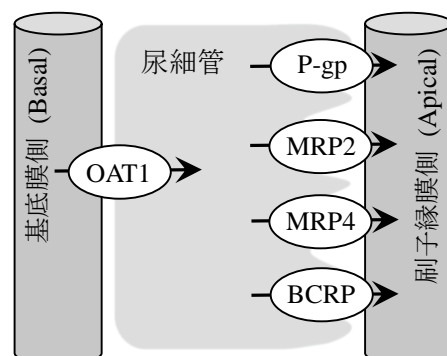 尿細管
基底膜側 (Basal)
OAT1
P-gp
MRP2
MRP4
BCRP
刷子縁膜側 (Apical)